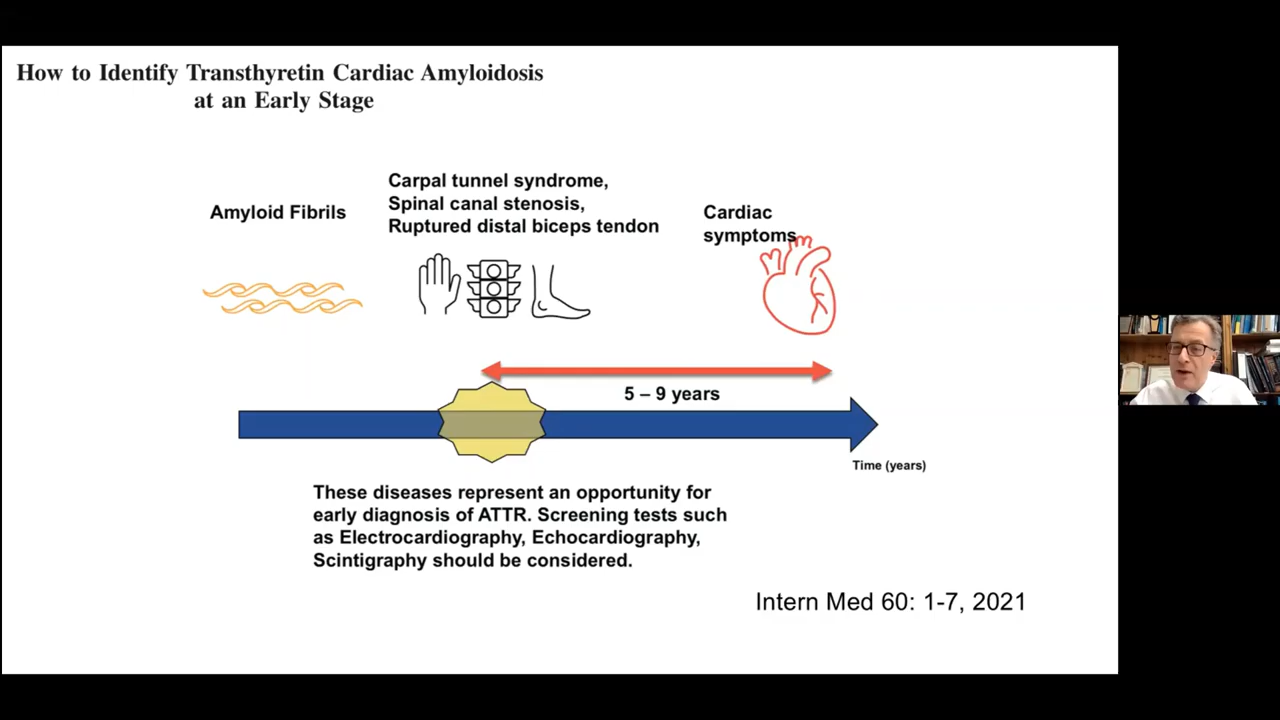 How to Identify Transthyretin Cardiac Amyloidosis
at an Early Stage
Amyloid Fibrils
Carpal tunnel syndrome,
Spinal canal stenosis,
Ruptured distal biceps tendon
Cardiac
symptoms
5 – 9 years
Time (years)
These diseases represent an opportunity for
early diagnosis of ATTR. Screening tests such
as Electrocardiography, Echocardiography,
Scintigraphy should be considered.
Intern Med 60: 1-7, 2021